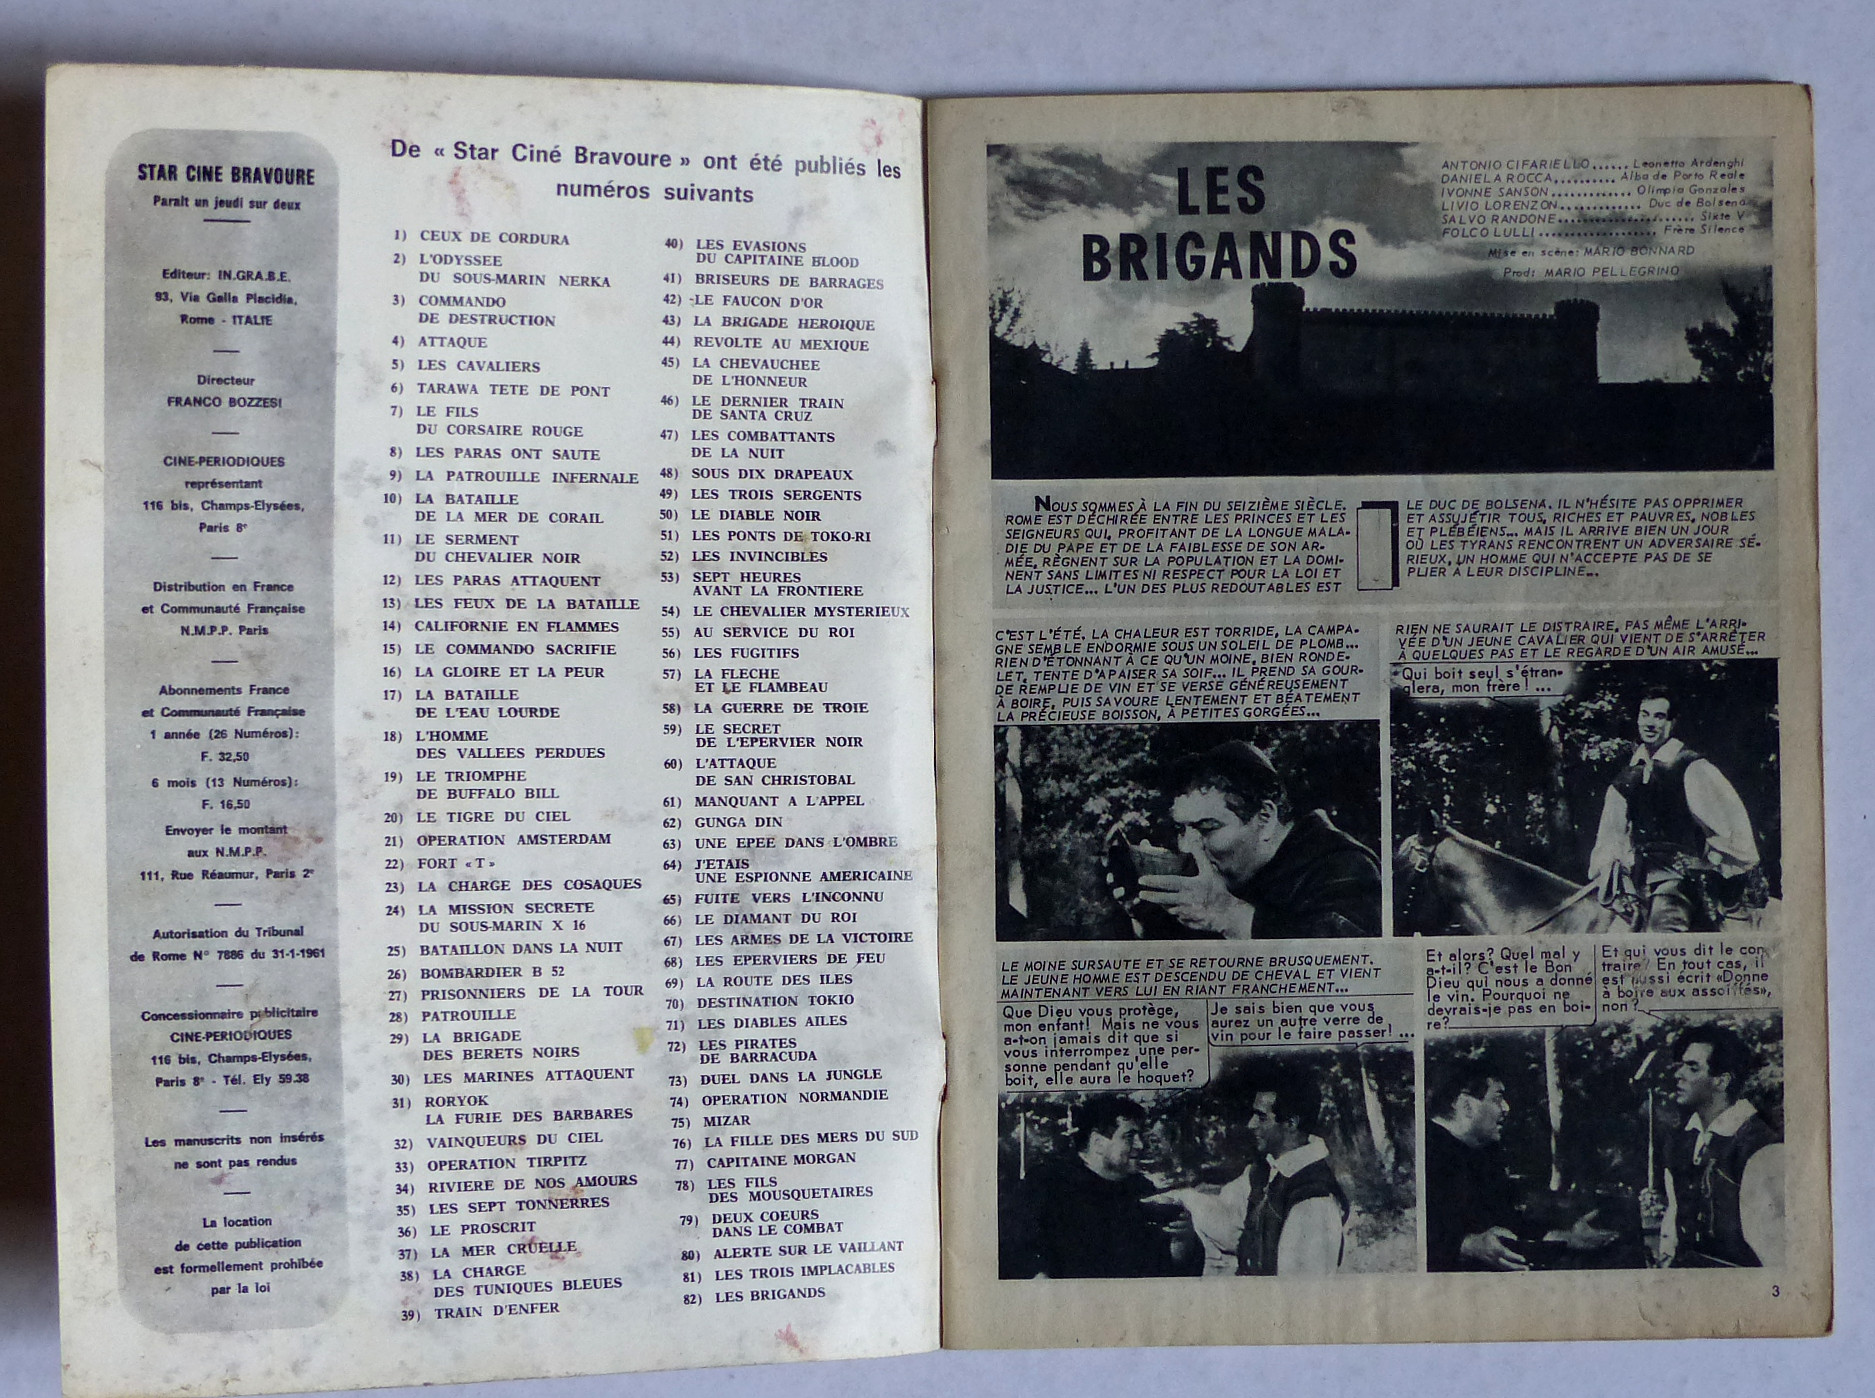 STAR CINE BRAVOURE
Paraît un jeudi sur deux
Editeur: IN.GRA.B.E.
93, Via Galla Placidia,
Rome - ITALIE
Directeur
FRANCO BOZZESI
CINE-PERIODIQUES
représentant
116 bis, Champs-Elysées,
Paris 8e
Distribution en France
et Communauté Française
N.M.P.P. Paris
Abonnements France
et Communauté Française
1 année (26 Numéros):
F. 32,50
6 mois (13 Numéros):
F. 16,50
Envoyer le montant
aux N.M.P.P.
111, Rue Réaumur, Paris 2e
Autorisation du Tribunal
de Rome N° 7886 du 31-1-1961
Concessionnaire publicitaire
CINE-PERIODIQUES
116 bis, Champs-Elysées,
Paris 8e - Tél. Ely 59.38
Les manuscrits non insérés
ne sont pas rendus
La location
de cette publication
est formellement prohibée
par la loi
De « Star Ciné Bravoure » ont été publiés les
numéros suivants
1) CEUX DE CORDURA
2) L'ODYSSEE
DU SOUS-MARIN NERKA
3) COMMANDO
DE DESTRUCTION
4) ATTAQUE
5) LES CAVALIERS
6) TARAWA TETE DE PONT
7) LE FILS
DU CORSAIRE ROUGE
8) LES PARAS ONT SAUTE
9) LA PATROUILLE INFERNALE
10) LA BATAILLE
DE LA MER DE CORAIL
11) LE SERMENT
DU CHEVALIER NOIR
12) LES PARAS ATTAQUENT
13) LES FEUX DE LA BATAILLE
14) CALIFORNIE EN FLAMMES
15) LE COMMANDO SACRIFIE
16) LA GLOIRE ET LA PEUR
17) LA BATAILLE
DE L'EAU LOURDE
18) L'HOMME
DES VALLEES PERDUES
19) LE TRIOMPHE
DE BUFFALO BILL
20) LE TIGRE DU CIEL
21) OPERATION AMSTERDAM
22) FORT « T »
23) LA CHARGE DES COSAQUES
24) LA MISSION SECRETE
DU SOUS-MARIN X 16
25) BATAILLON DANS LA NUIT
26) BOMBARDIER B 52
27) PRISONNIERS DE LA TOUR
28) PATROUILLE
29) LA BRIGADE
DES BERETS NOIRS
30) LES MARINES ATTAQUENT
31) RORYOK
LA FURIE DES BARBARES
32) VAINQUEURS DU CIEL
33) OPERATION TIRPITZ
34) RIVIERE DE NOS AMOURS
35) LES SEPT TONNERRES
36) LE PROSCRIT
37) LA MER CRUELLE
38) LA CHARGE
DES TUNIQUES BLEUES
39) TRAIN D'ENFER
40) LES EVASIONS
DU CAPITAINE BLOOD
41) BRISEURS DE BARRAGES
42) LE FAUCON D'OR
43) LA BRIGADE HEROIQUE
44) REVOLTE AU MEXIQUE
45) LA CHEVAUCHEE
DE L'HONNEUR
46) LE DERNIER TRAIN
DE SANTA CRUZ
47) LES COMBATTANTS
DE LA NUIT
48) SOUS DIX DRAPEAUX
49) LES TROIS SERGENTS
50) LE DIABLE NOIR
51) LES PONTS DE TOKO-RI
52) LES INVINCIBLES
53) SEPT HEURES
AVANT LA FRONTIERE
54) LE CHEVALIER MYSTERIEUX
55) AU SERVICE DU ROI
56) LES FUGITIFS
57) LA FLECHE
ET LE FLAMBEAU
58) LA GUERRE DE TROIE
59) LE SECRET
DE L'EPERVIER NOIR
60) L'ATTAQUE
DE SAN CHRISTOBAL
61) MANQUANT A L'APPEL
62) GUNGA DIN
63) UNE EPEE DANS L'OMBRE
64) J'ETAIS
UNE ESPIONNE AMERICAINE
65) FUITE VERS L'INCONNU
66) LE DIAMANT DU ROI
67) LES ARMES DE LA VICTOIRE
68) LES EPERVIERS DE FEU
69) LA ROUTE DES ILES
70) DESTINATION TOKIO
71) LES DIABLES AILES
72) LES PIRATES
DE BARRACUDA
73) DUEL DANS LA JUNGLE
74) OPERATION NORMANDIE
75) MIZAR
76) LA FILLE DES MERS DU SUD
77) CAPITAINE MORGAN
78) LES FILS
DES MOUSQUETAIRES
79) DEUX COEURS
DANS LE COMBAT
80) ALERTE SUR LE VAILLANT
81) LES TROIS IMPLACABLES
82) LES BRIGANDS
LES
BRIGANDS
ANTONIO CIFARIELLO...... Leonetto Ardenghi
DANIELA ROCCA.......... Alba de Porto Reale
IVONNE SANSON............ Olimpia Gonzales
LIVIO LORENZON............. Duc de Bolsena
SALVO RANDONE..................... Sixte V
FOLCO LULLI.................. Frère Silence
Mise en scène: MARIO BONNARD
Prod: MARIO PELLEGRINO
NOUS SOMMES À LA FIN DU SEIZIÈME SIÈCLE.
ROME EST DÉCHIRÉE ENTRE LES PRINCES ET LES
SEIGNEURS QUI, PROFITANT DE LA LONGUE MALA-
DIE DU PAPE ET DE LA FAIBLESSE DE SON AR-
MÉE, RÈGNENT SUR LA POPULATION ET LA DOMI-
NENT SANS LIMITES NI RESPECT POUR LA LOI ET
LA JUSTICE... L'UN DES PLUS REDOUTABLES EST
LE DUC DE BOLSENA. IL N'HÉSITE PAS OPPRIMER
ET ASSUJÉTIR TOUS, RICHES ET PAUVRES, NOBLES
ET PLÉBÉIENS... MAIS IL ARRIVE BIEN UN JOUR
OÙ LES TYRANS RENCONTRENT UN ADVERSAIRE SÉ-
RIEUX, UN HOMME QUI N'ACCEPTE PAS DE SE
PLIER À LEUR DISCIPLINE...
C'EST L'ÉTÉ. LA CHALEUR EST TORRIDE, LA CAMPA-
GNE SEMBLE ENDORMIE SOUS UN SOLEIL DE PLOMB...
RIEN D'ÉTONNANT À CE QU'UN MOINE, BIEN RONDE-
LET, TENTE D'APAISER SA SOIF... IL PREND SA GOUR-
DE REMPLIE DE VIN ET SE VERSE GÉNÉREUSEMENT
À BOIRE, PUIS SAVOURE LENTEMENT ET BÉATEMENT
LA PRÉCIEUSE BOISSON, À PETITES GORGÉES...
RIEN NE SAURAIT LE DISTRAIRE, PAS MÊME L'ARRI-
VÉE D'UN JEUNE CAVALIER QUI VIENT DE S'ARRÊTER
À QUELQUES PAS ET LE REGARDE D'UN AIR AMUSÉ...
Qui boit seul s'étran-
glera, mon frère! ...
LE MOINE SURSAUTE ET SE RETOURNE BRUSQUEMENT.
LE JEUNE HOMME EST DESCENDU DE CHEVAL ET VIENT
MAINTENANT VERS LUI EN RIANT FRANCHEMENT...
Que Dieu vous protège,
mon enfant! Mais ne vous
a-t-on jamais dit que si
vous interrompez une per-
sonne pendant qu'elle
boit, elle aura le hoquet?
Je sais bien que vous
aurez un autre verre de
vin pour le faire passer! ...
Et alors? Quel mal y
a-t-il? C'est le Bon
Dieu qui nous a donné
le vin. Pourquoi ne
devrais-je pas en boi-
re?
Et qui vous dit le con
traire? En tout cas, il
est aussi écrit «Donne
à boire aux assoiffés»,
non?
3